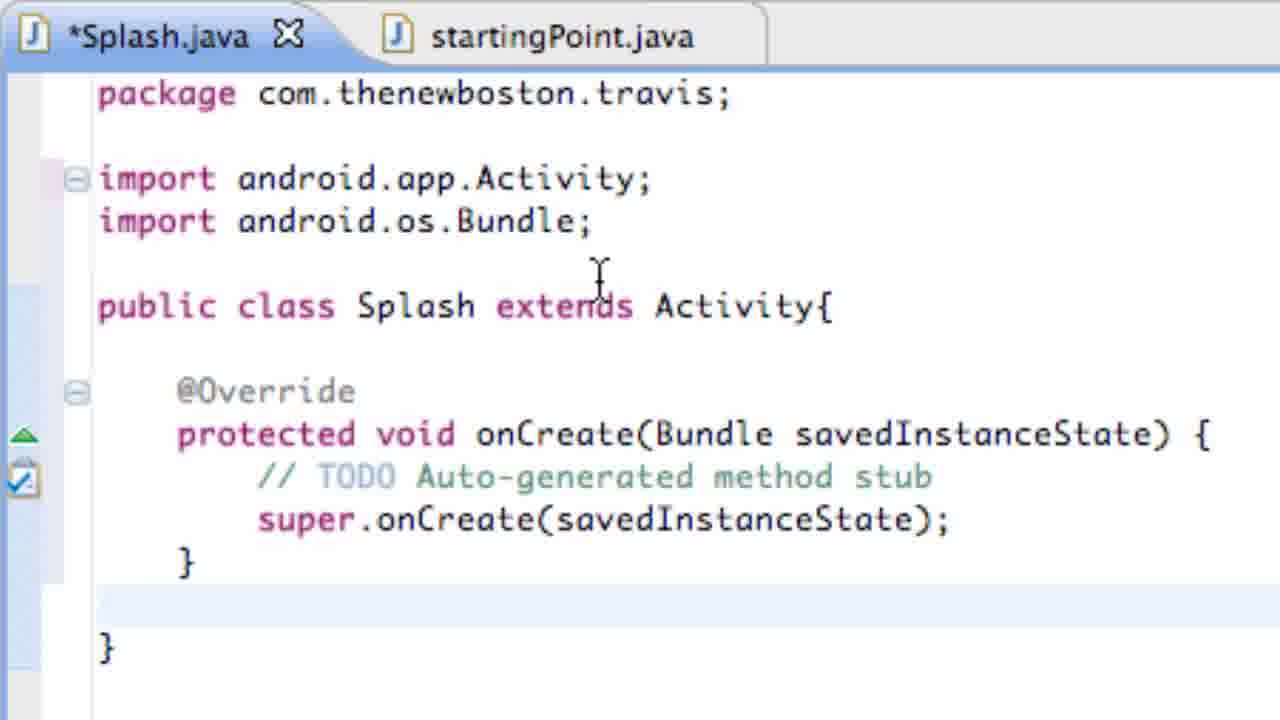 *Splash.java startingPoint.java
package com.thenewboston.travis;
import android.app.Activity;
import android.os.Bundle;
public class Splash extends Activity{
@Override
protected void onCreate(Bundle savedInstanceState) {
// TODO Auto-generated method stub
super.onCreate(savedInstanceState);
}
}